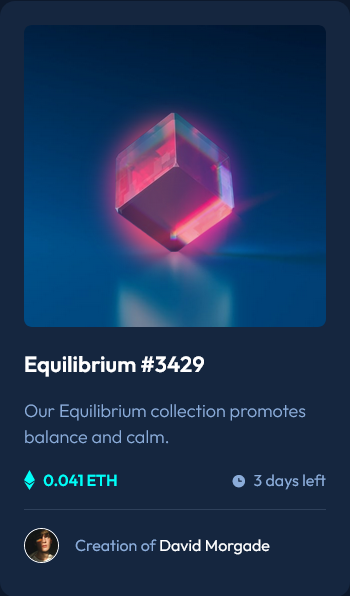 Equilibrium #3429
Our Equilibrium collection promotes
balance and calm.
0.041 ETH
3 days left
Creation of David Morgade